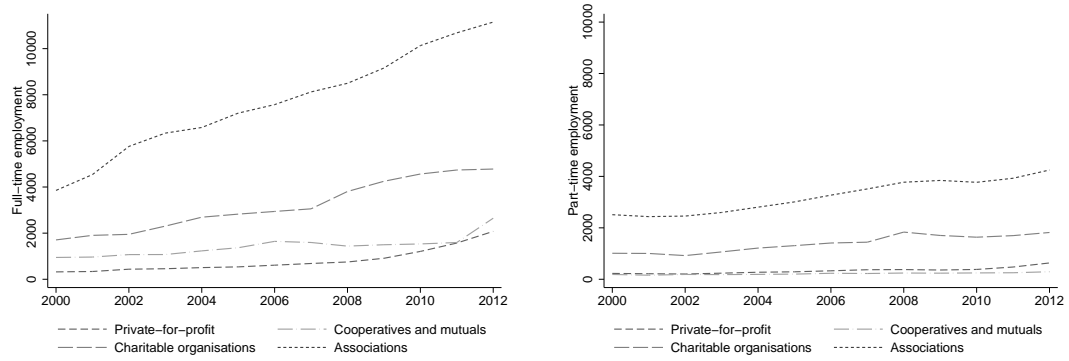 Full−time employment
10000
8000
6000
4000
2000
0
2000 2002 2004 2006 2008 2010 2012
Private−for−profit Cooperatives and mutuals
Charitable organisations Associations
Part−time employment
10000
8000
6000
4000
2000
0
2000 2002 2004 2006 2008 2010 2012
Private−for−profit Cooperatives and mutuals
Charitable organisations Associations